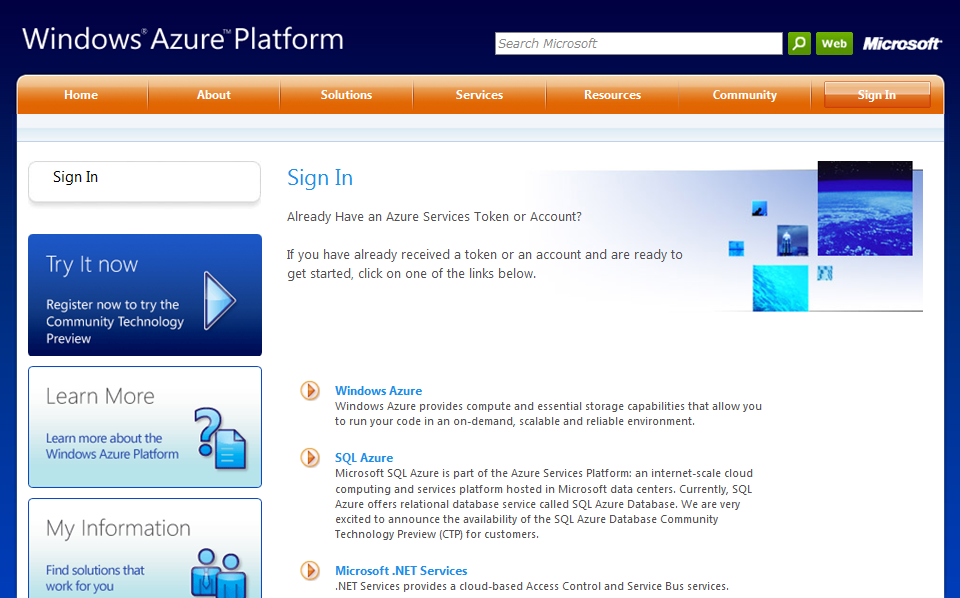 Windows® Azure™ Platform
Search Microsoft
Web
Microsoft
Home
About
Solutions
Services
Resources
Community
Sign In
Sign In
Try It now
Register now to try the
Community Technology
Preview
Learn More
Learn more about the
Windows Azure Platform
My Information
Find solutions that
work for you
Sign In
Already Have an Azure Services Token or Account?
If you have already received a token or an account and are ready to
get started, click on one of the links below.
Windows Azure
Windows Azure provides compute and essential storage capabilities that allow you
to run your code in an on-demand, scalable and reliable environment.
SQL Azure
Microsoft SQL Azure is part of the Azure Services Platform: an internet-scale cloud
computing and services platform hosted in Microsoft data centers. Currently, SQL
Azure offers relational database service called SQL Azure Database. We are very
excited to announce the availability of the SQL Azure Database Community
Technology Preview (CTP) for customers.
Microsoft .NET Services
.NET Services provides a cloud-based Access Control and Service Bus services.